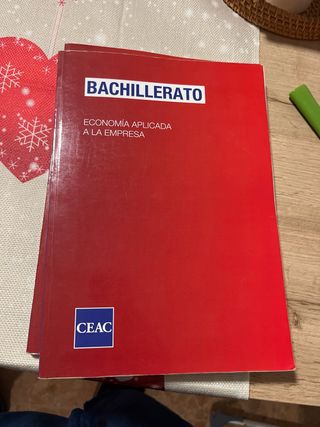 BACHILLERATO
ECONOMÍA APLICADA
A LA EMPRESA
CEAC